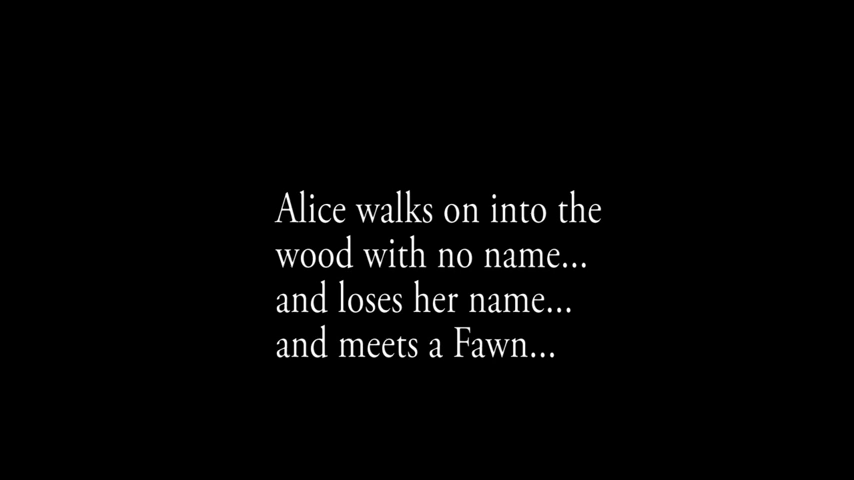 Alice walks on into the
wood with no name...
and loses her name...
and meets a Fawn...